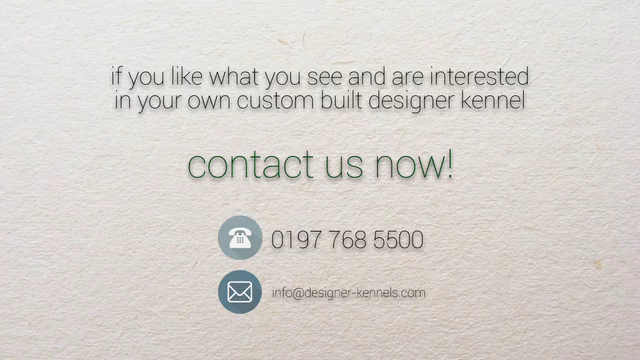 if you like what you see and are interested
in your own custom built designer kennel
contact us now!
0197 768 5500
info@designer-kennels.com